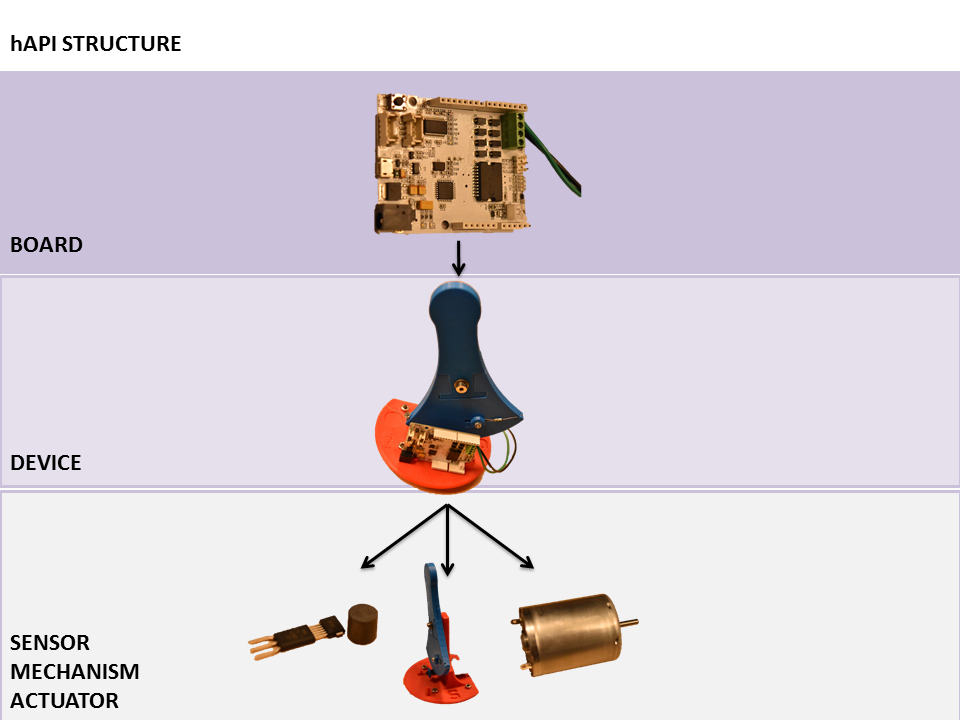 hAPI STRUCTURE
BOARD
DEVICE
SENSOR
MECHANISM
ACTUATOR